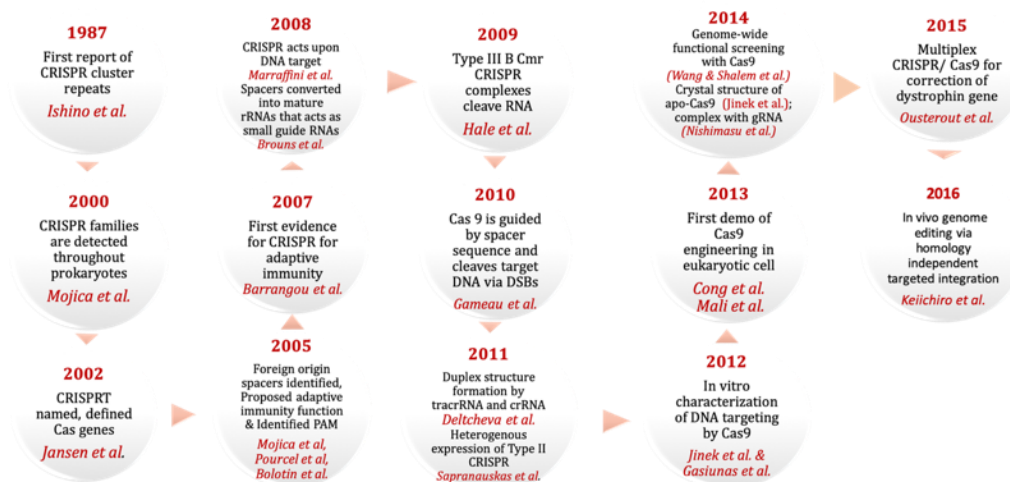 1987
First report of
CRISPR cluster
repeats
Ishino et al.
2000
CRISPR families
are detected
throughout
prokaryotes
Mojica et al.
2002
CRISPRT
named, defined
Cas genes
Jansen et al.
2005
Foreign origin
spacers identified,
Proposed adaptive
immunity function
& Identified PAM
Mojica et al,
Pourcel et al,
Bolotin et al.
2007
First evidence
for CRISPR for
adaptive
immunity
Barrangou et al.
2008
CRISPR acts upon
DNA target
Marraffini et al.
Spacers converted
into mature
rRNAs that acts as
small guide RNAs
Brouns et al.
2009
Type III B Cmr
CRISPR
complexes
cleave RNA
Hale et al.
2010
Cas 9 is guided
by spacer
sequence and
cleaves target
DNA via DSBs
Gameau et al.
2011
Duplex structure
formation by
tracrRNA and crRNA
Deltcheva et al.
Heterogenous
expression of Type II
CRISPR
Sapranauskas et al.
2012
In vitro
characterization
of DNA targeting
by Cas9
Jinek et al. &
Gasiunas et al.
2013
First demo of
Cas9
engineering in
eukaryotic cell
Cong et al.
Mali et al.
2014
Genome-wide
functional screening
with Cas9
(Wang & Shalem et al.)
Crystal structure of
apo-Cas9 (Jinek et al.);
complex with gRNA
(Nishimasu et al.)
2015
Multiplex
CRISPR/ Cas9 for
correction of
dystrophin gene
Ousterout et al.
2016
In vivo genome
editing via
homology
independent
targeted integration
Keiichiro et al.